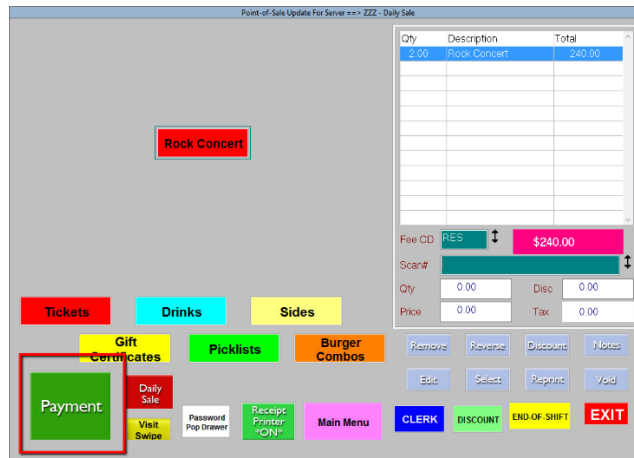 Point-of-Sale Update For Server ==> ZZZ - Daily Sale
Qty Description Total
2.00 Rock Concert 240.00
Rock Concert
Fee CD RES $240.00
Scan#
Qty 0.00 Disc 0.00
Price 0.00 Tax 0.00
Tickets Drinks Sides
Gift
Certificates
Picklists
Burger
Combos
Remove Reverse Discount Notes
Edit Select Reprint Void
Payment
Daily
Sale
Visit
Swipe
Password
Pop Drawer
Receipt
Printer
*ON*
Main Menu
CLERK
DISCOUNT
END-OF-SHIFT
EXIT